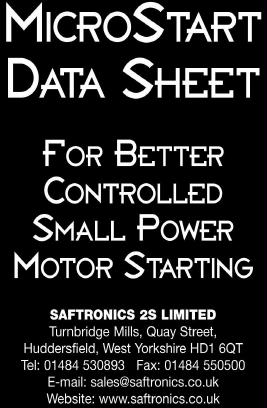 MICROSTART
DATA SHEET
FOR BETTER
CONTROLLED
SMALL POWER
MOTOR STARTING
SAFTRONICS 2S LIMITED
Turnbridge Mills, Quay Street,
Huddersfield, West Yorkshire HD1 6QT
Tel: 01484 530893 Fax: 01484 550500
E-mail: sales@saftronics.co.uk
Website: www.saftronics.co.uk